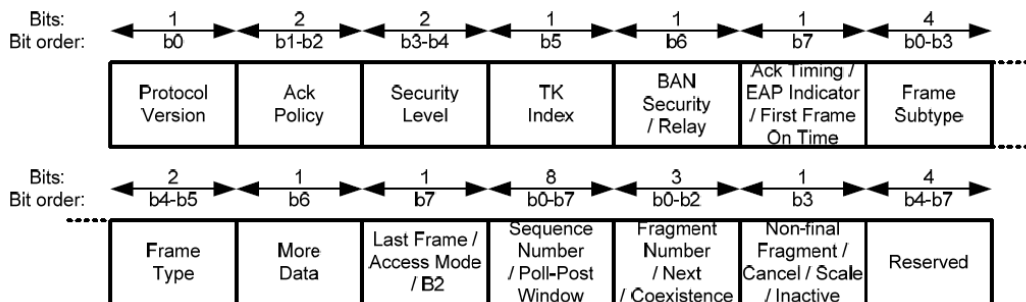 Bits: 1 2 2 1 1 1 4
Bit order: b0 b1-b2 b3-b4 b5 b6 b7 b0-b3
Protocol Version
Ack Policy
Security Level
TK Index
BAN Security / Relay
Ack Timing / EAP Indicator / First Frame On Time
Frame Subtype
Bits: 2 1 1 8 3 1 4
Bit order: b4-b5 b6 b7 b0-b7 b0-b2 b3 b4-b7
Frame Type
More Data
Last Frame / Access Mode / B2
Sequence Number / Poll-Post Window
Fragment Number / Next / Coexistence
Non-final Fragment / Cancel / Scale / Inactive
Reserved